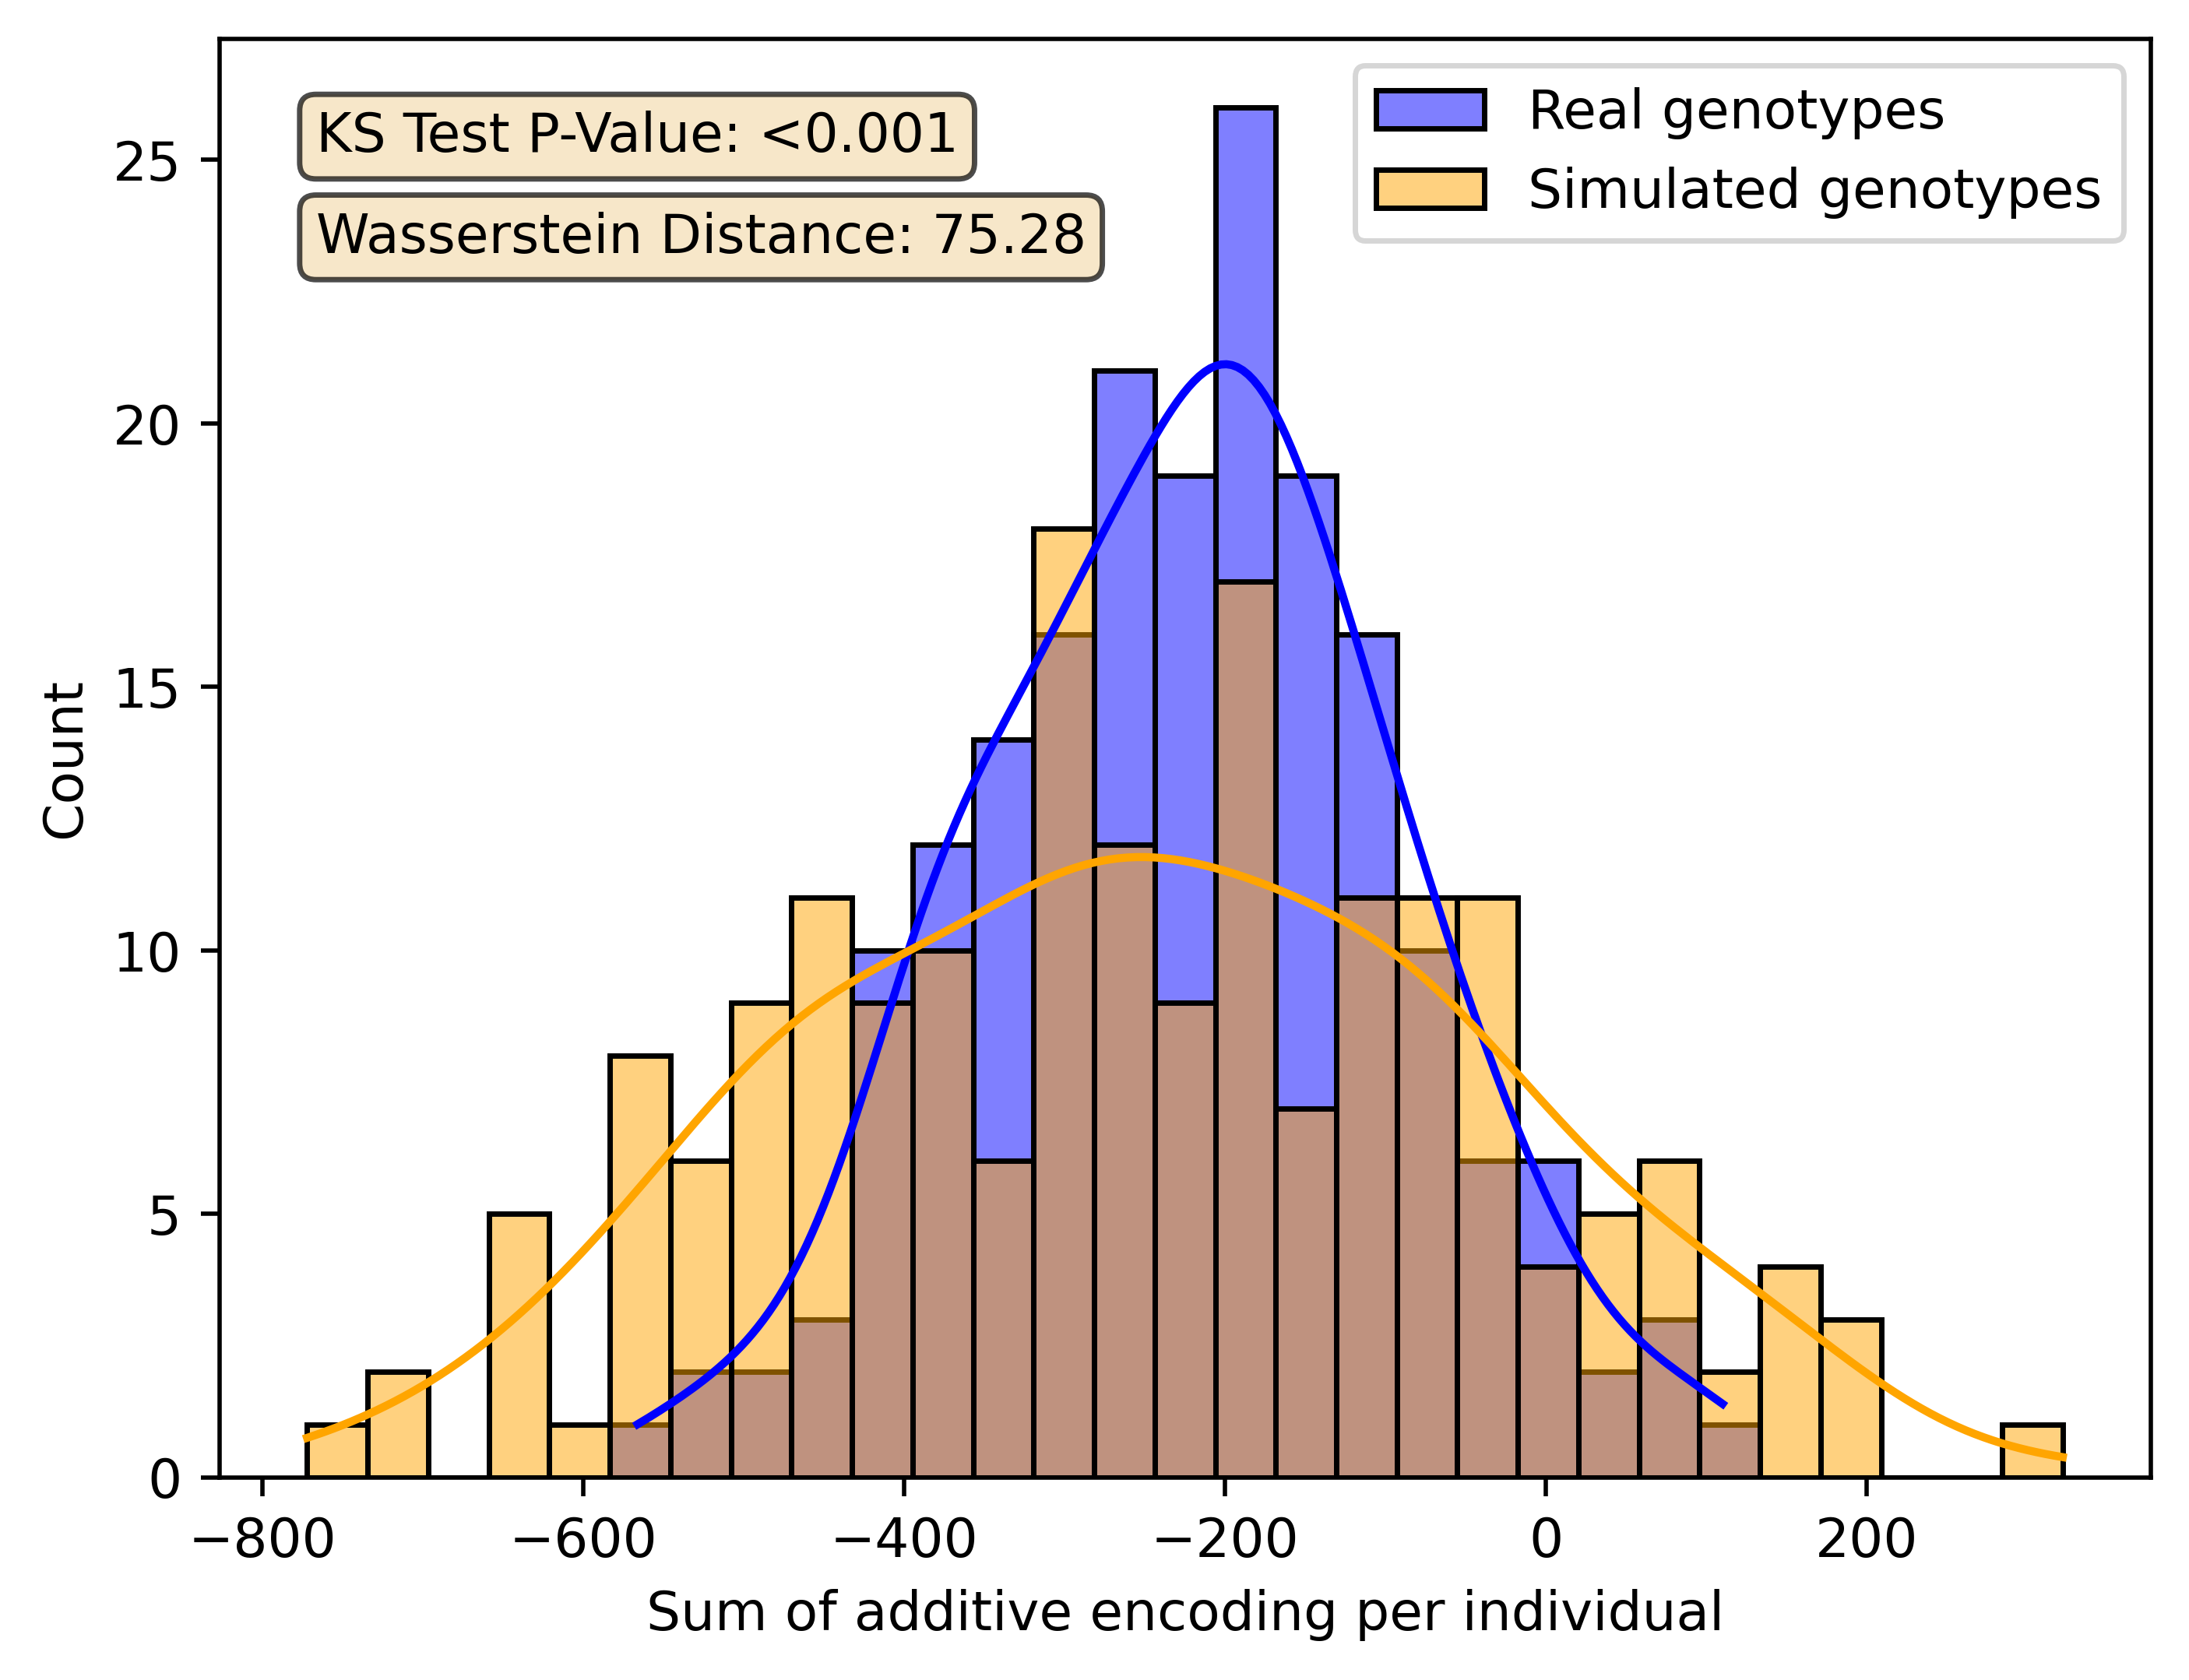 KS Test P-Value: <0.001
Wasserstein Distance: 75.28
Real genotypes
Simulated genotypes
25
20
15
10
5
0
Count
−800
−600
−400
−200
0
200
Sum of additive encoding per individual